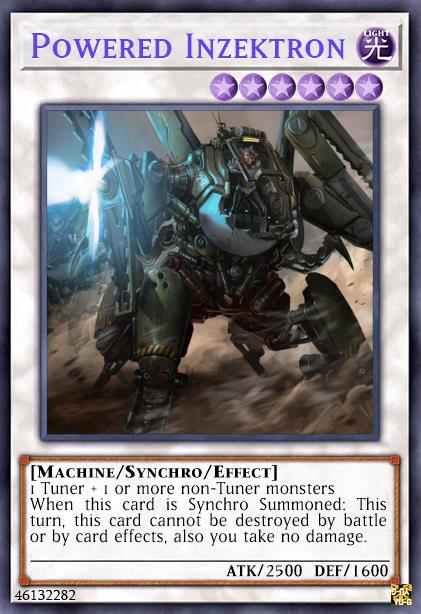 POWERED INZEKTRON
LIGHT
光
[MACHINE/SYNCHRO/EFFECT]
1 Tuner + 1 or more non-Tuner monsters
When this card is Synchro Summoned: This
turn, this card cannot be destroyed by battle
or by card effects, also you take no damage.
ATK/2500 DEF/1600
46132282